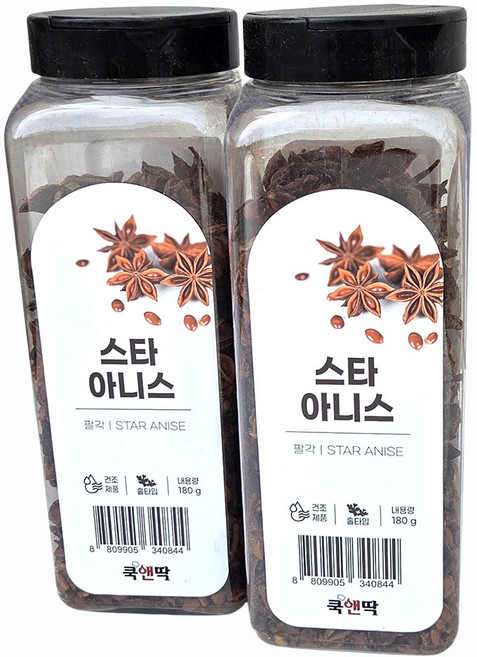 스타
아니스
팔각 | STAR ANISE
건조
제품
홀타입
내용량
180 g
8 809905 340844
쿡앤딱
스타
아니스
팔각 | STAR ANISE
건조
제품
홀타입
내용량
180 g
8 809905 340844
쿡앤딱